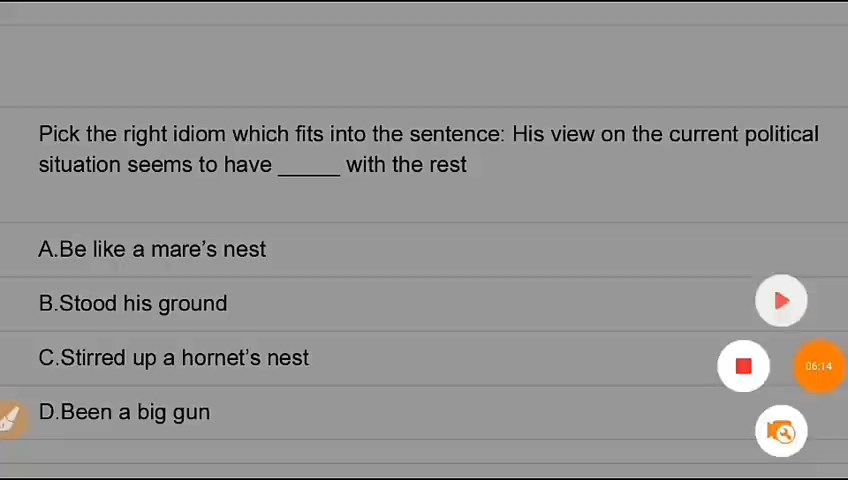 Pick the right idiom which fits into the sentence: His view on the current political
situation seems to have _____ with the rest
A.Be like a mare's nest
B.Stood his ground
C.Stirred up a hornet's nest
06:14
D.Been a big gun